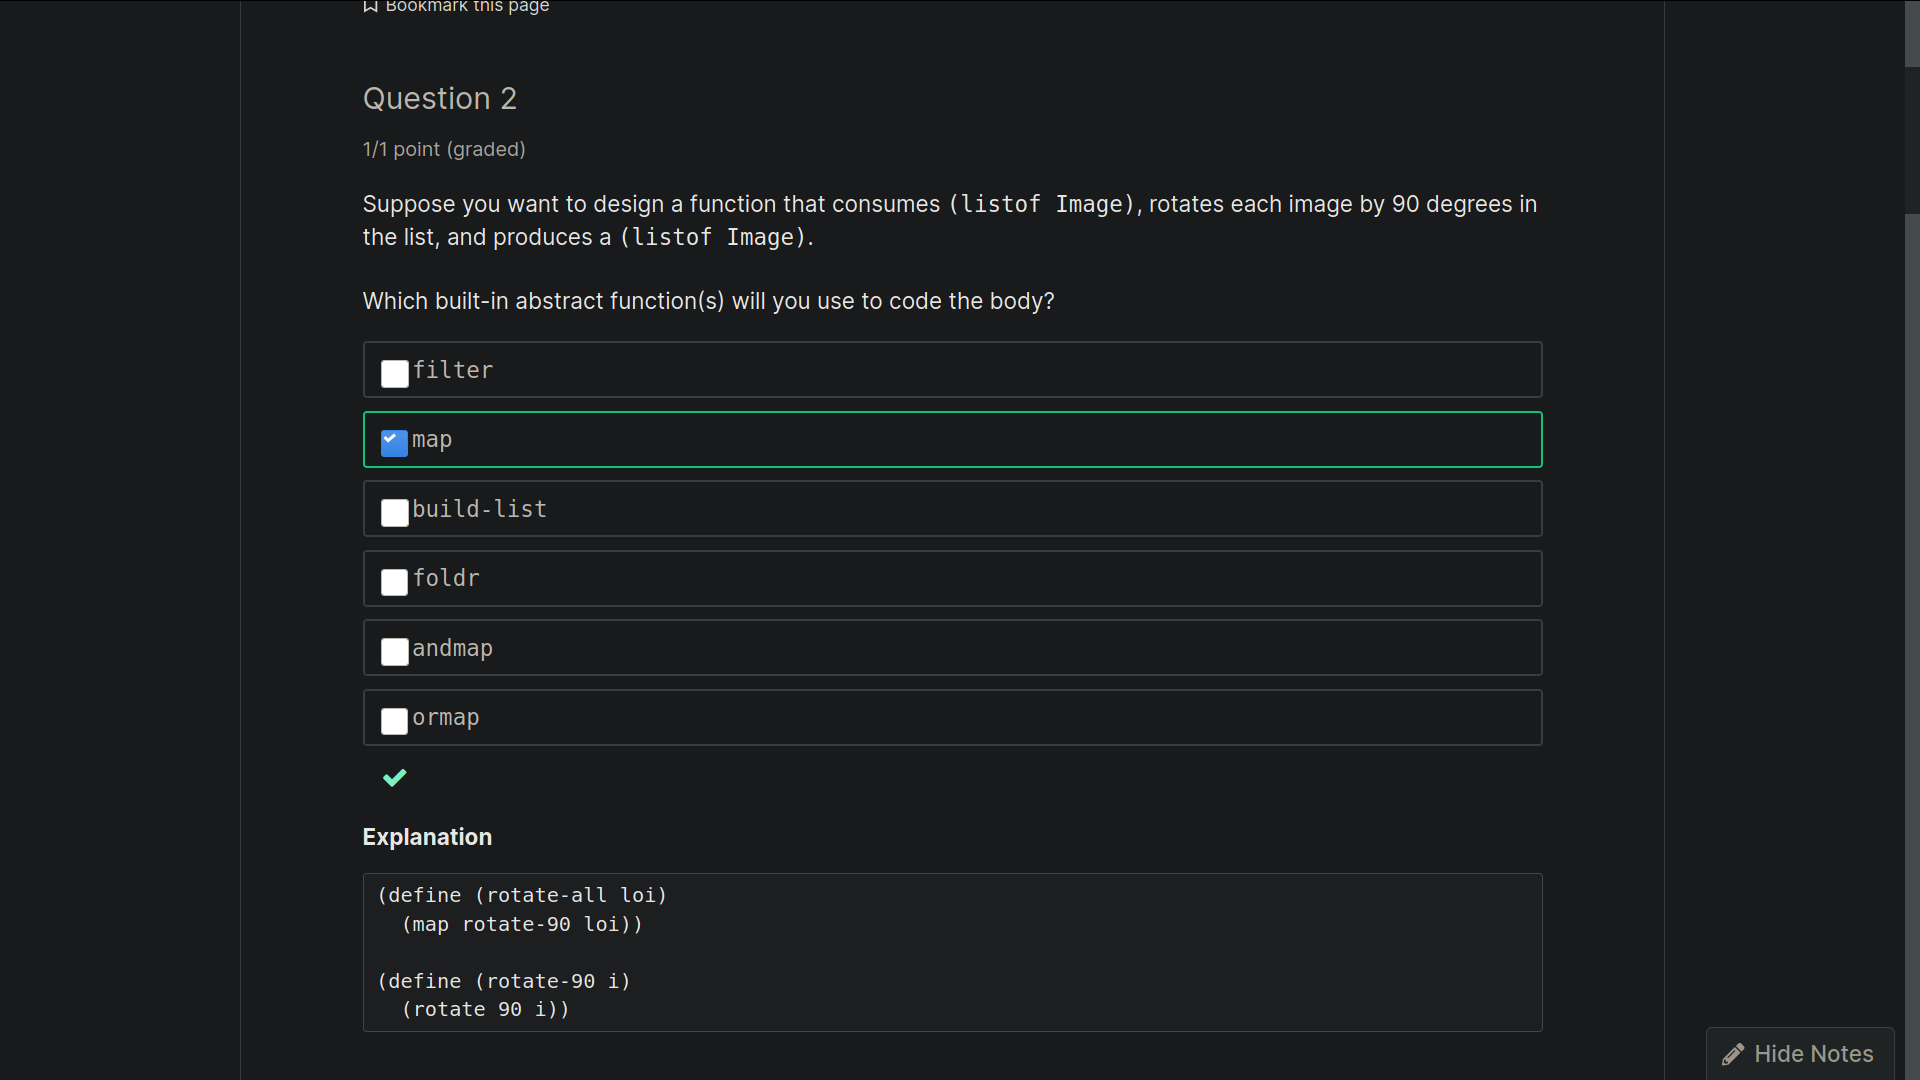 Bookmark this page
Question 2
1/1 point (graded)
Suppose you want to design a function that consumes (listof Image), rotates each image by 90 degrees in
the list, and produces a (listof Image).
Which built-in abstract function(s) will you use to code the body?
filter
map
build-list
foldr
andmap
ormap
Explanation
(define (rotate-all loi)
  (map rotate-90 loi))
(define (rotate-90 i)
  (rotate 90 i))
Hide Notes